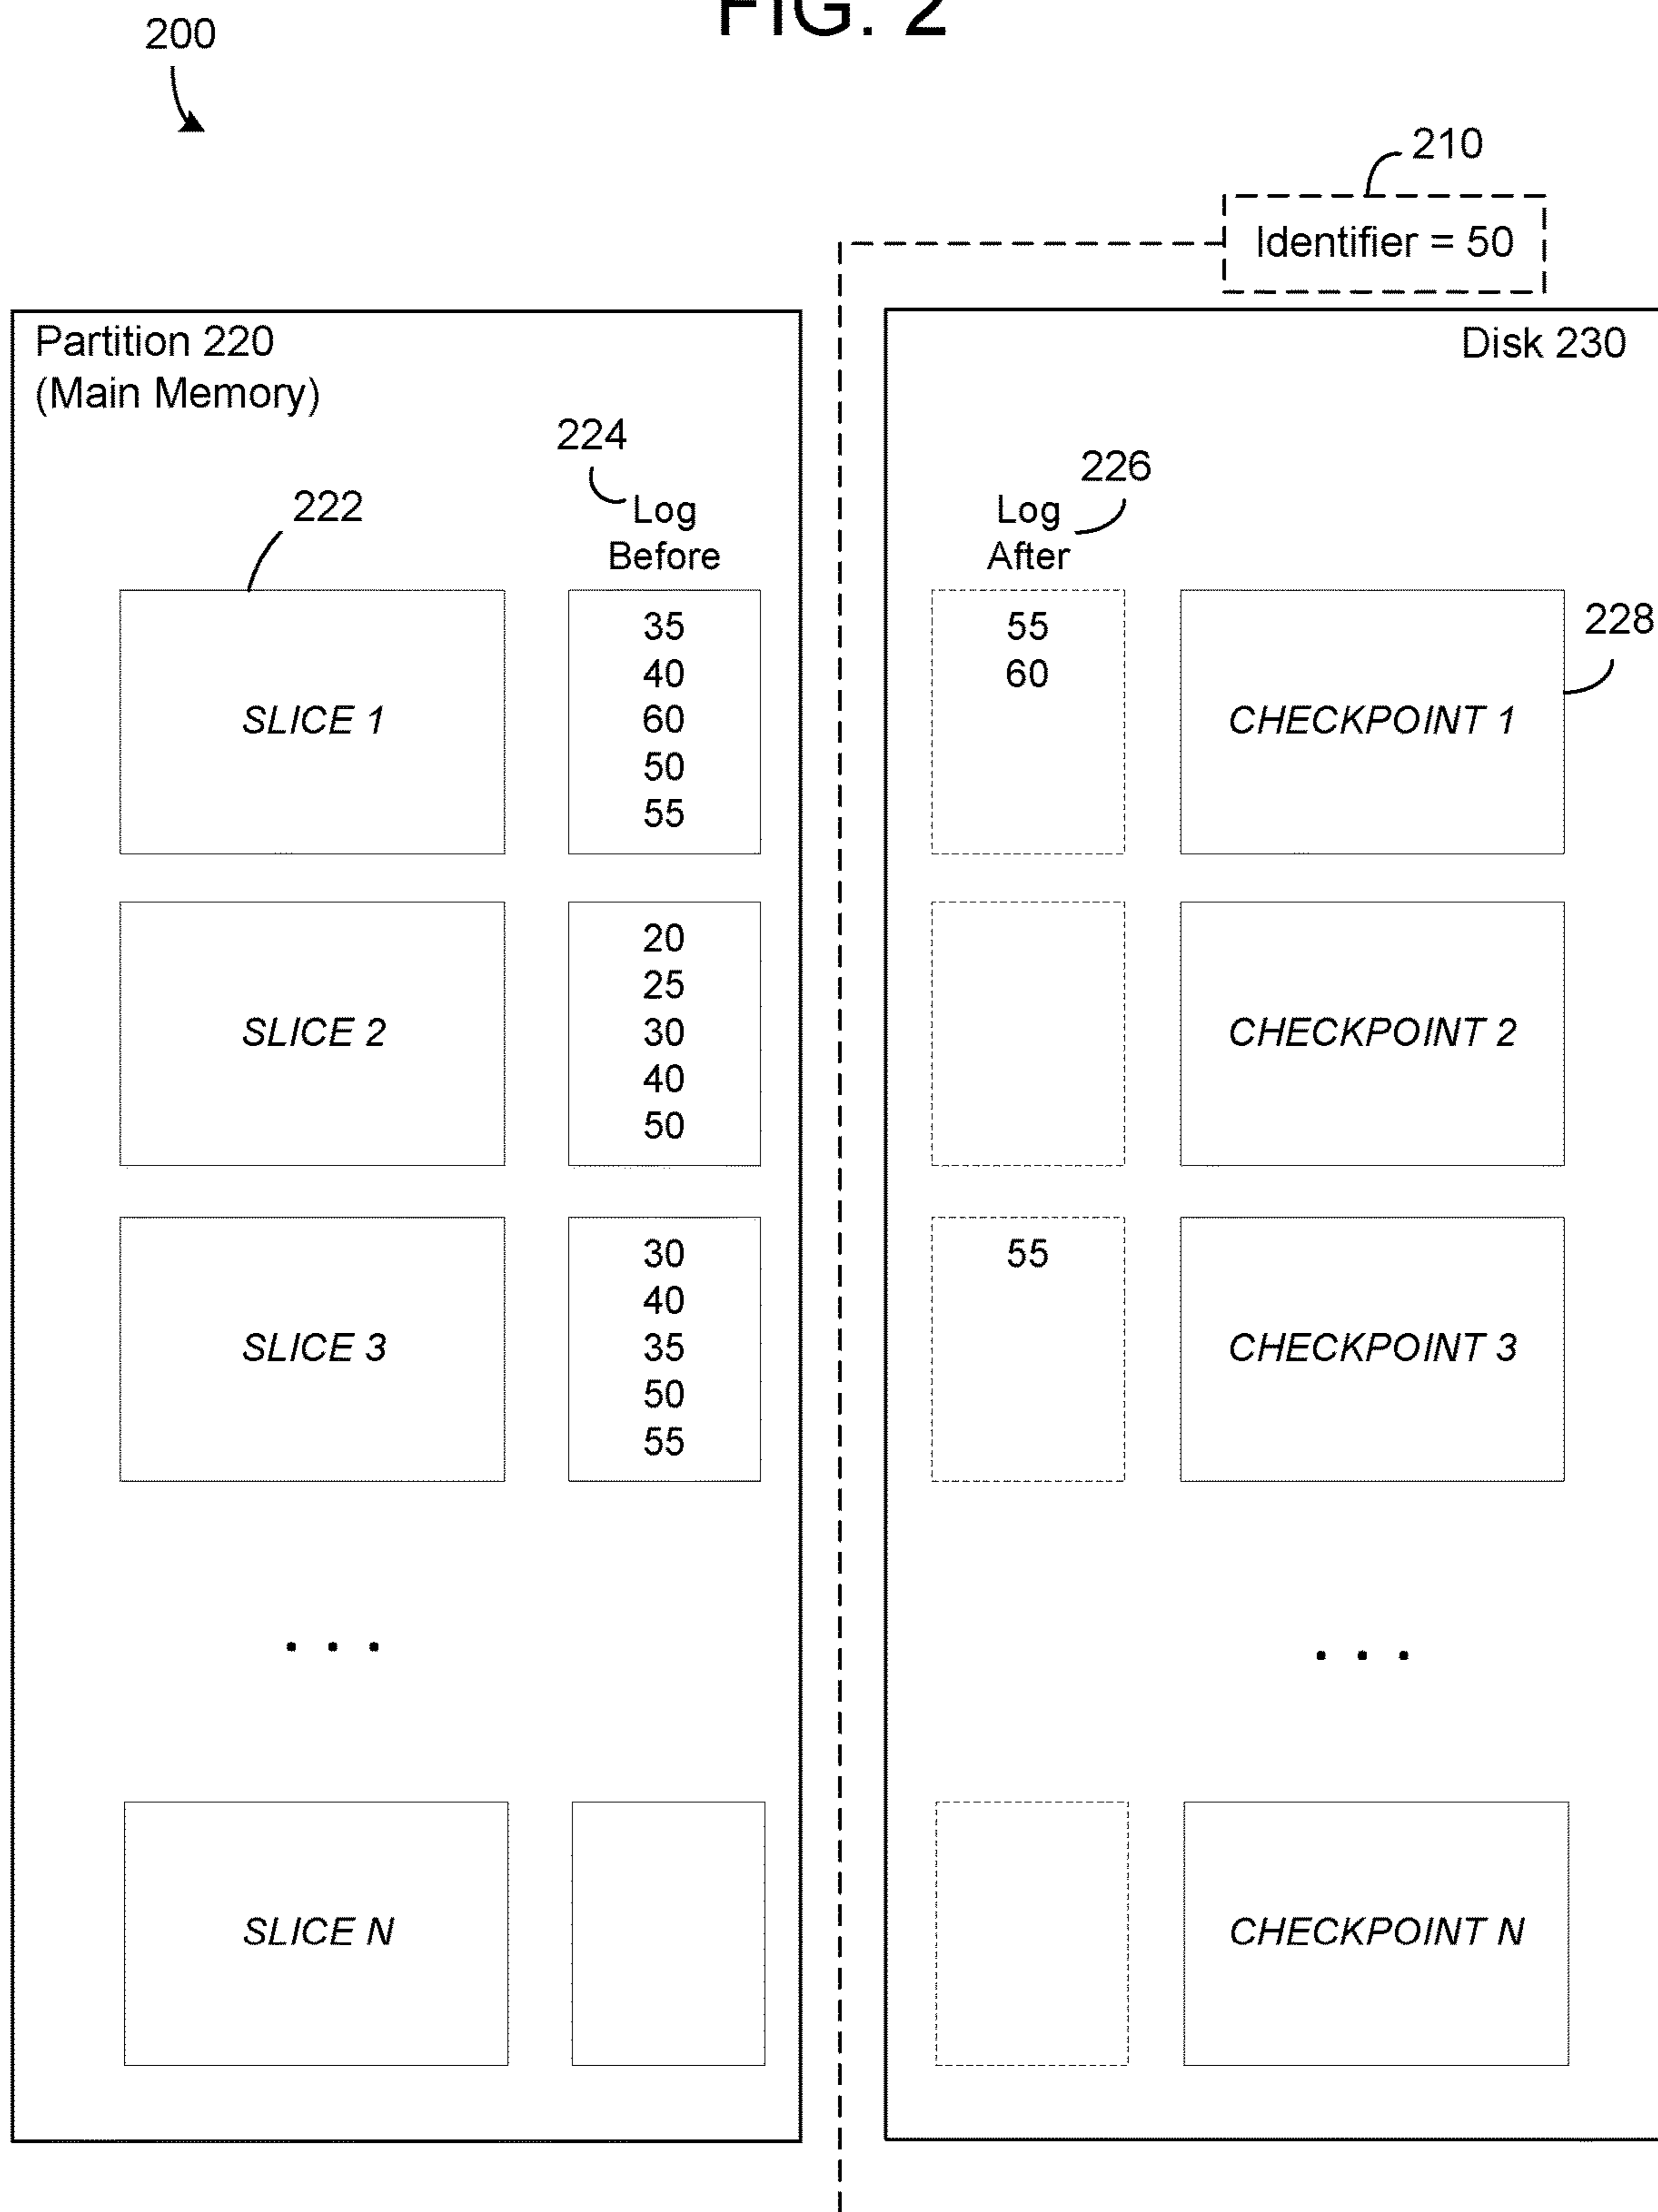 FIG. 2
200
210
Identifier = 50
Partition 220
(Main Memory)
Disk 230
224
Log
Before
226
Log
After
222
228
SLICE 1
35
40
60
50
55
55
60
CHECKPOINT 1
SLICE 2
20
25
30
40
50
CHECKPOINT 2
SLICE 3
30
40
35
50
55
55
CHECKPOINT 3
. . .
. . .
SLICE N
CHECKPOINT N